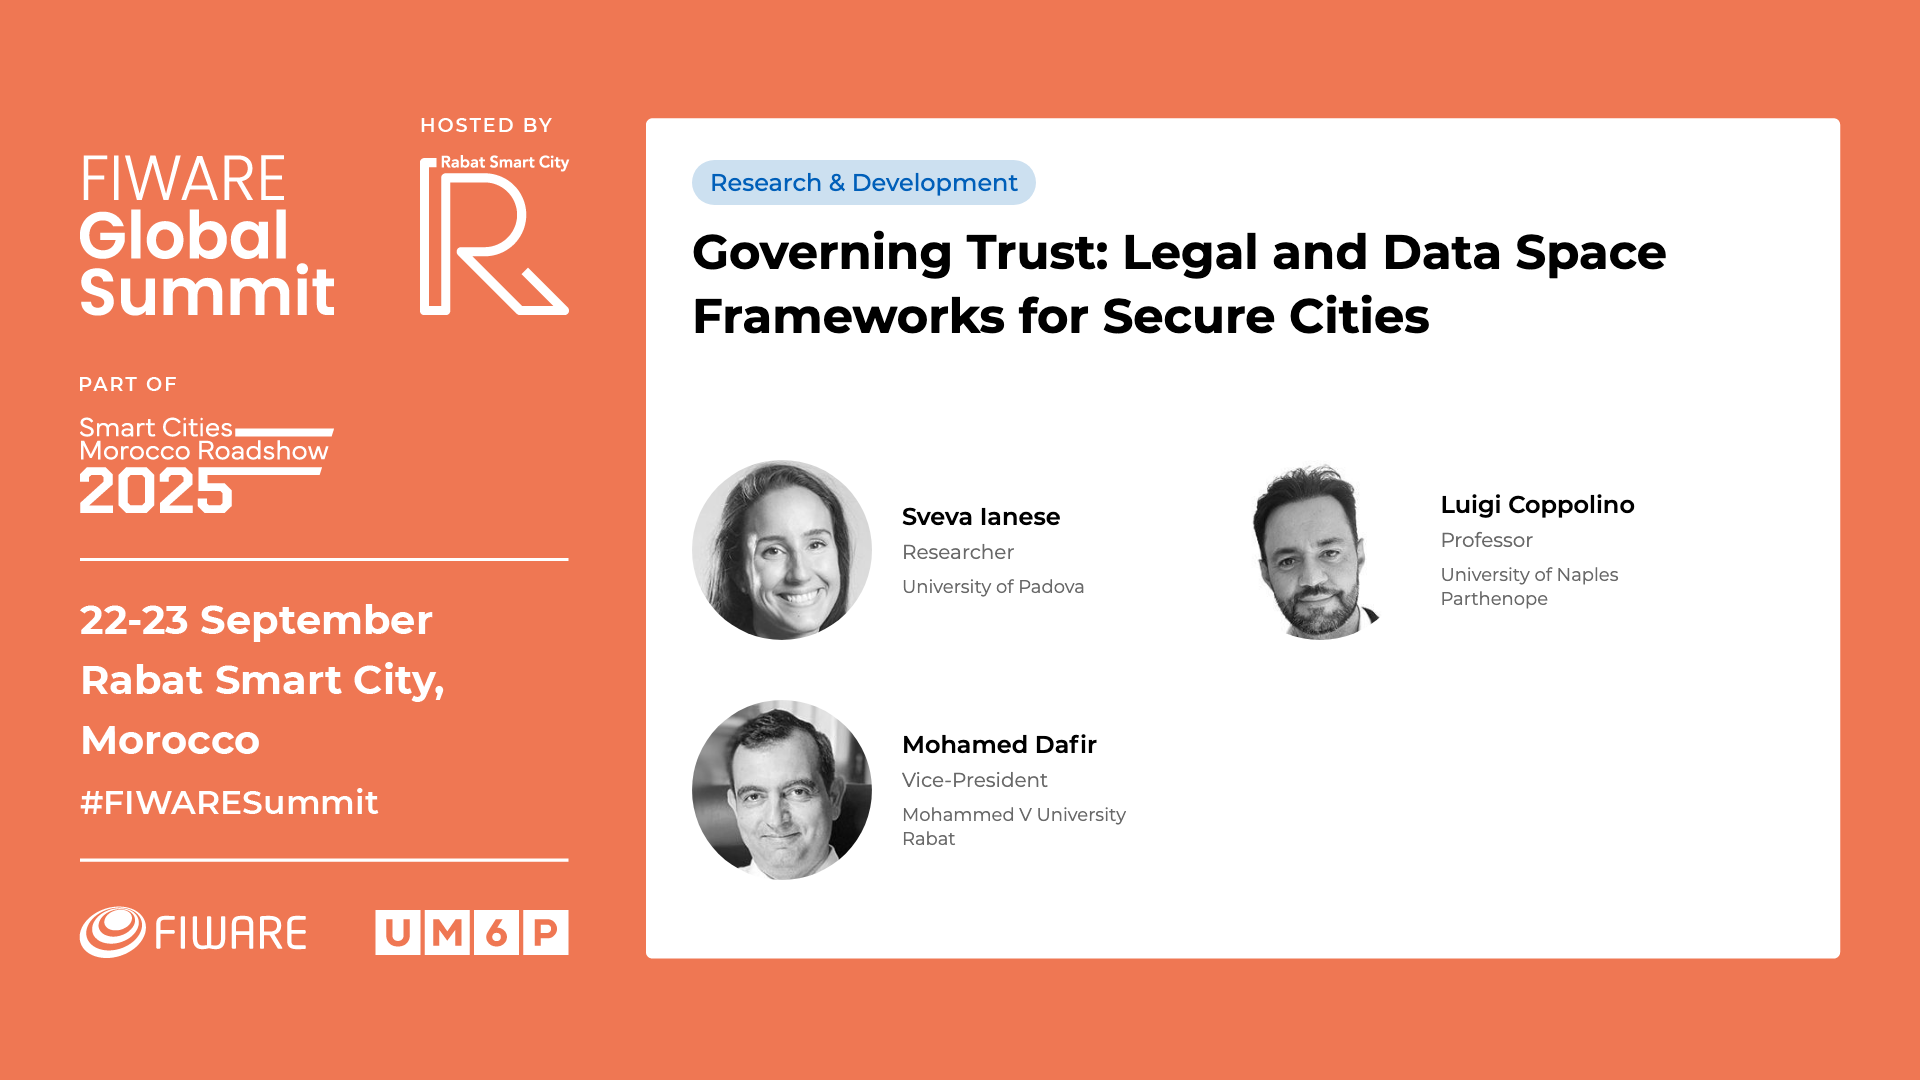 FIWARE
Global
Summit
HOSTED BY
Rabat Smart City
R
PART OF
Smart Cities
Morocco Roadshow
2025
22-23 September
Rabat Smart City,
Morocco
#FIWARESummit
FIWARE
UM6P
Research & Development
Governing Trust: Legal and Data Space
Frameworks for Secure Cities
Sveva Ianese
Researcher
University of Padova
Luigi Coppolino
Professor
University of Naples
Parthenope
Mohamed Dafir
Vice-President
Mohammed V University
Rabat